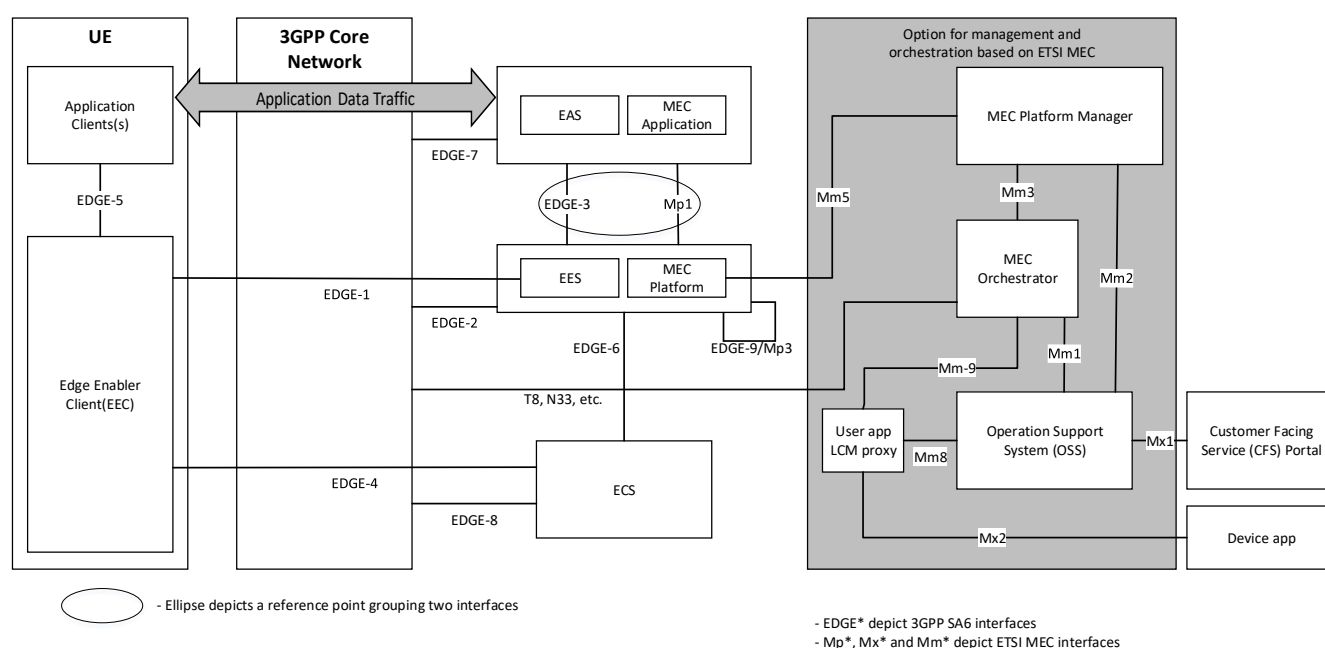 UE
3GPP Core
Network
Option for management and
orchestration based on ETSI MEC
Application
Clients(s)
Application Data Traffic
EAS
MEC
Application
MEC Platform Manager
EDGE-7
EDGE-5
EDGE-3
Mp1
Mm5
Mm3
EES
MEC
Platform
MEC
Orchestrator
Mm2
EDGE-1
EDGE-2
EDGE-6
EDGE-9/Mp3
Mm1
Mm-9
Edge Enabler
Client(EEC)
T8, N33, etc.
User app
LCM proxy
Mm8
Operation Support
System (OSS)
Mx1
Customer Facing
Service (CFS) Portal
EDGE-4
ECS
EDGE-8
Mx2
Device app
- Ellipse depicts a reference point grouping two interfaces
- EDGE* depict 3GPP SA6 interfaces
- Mp*, Mx* and Mm* depict ETSI MEC interfaces